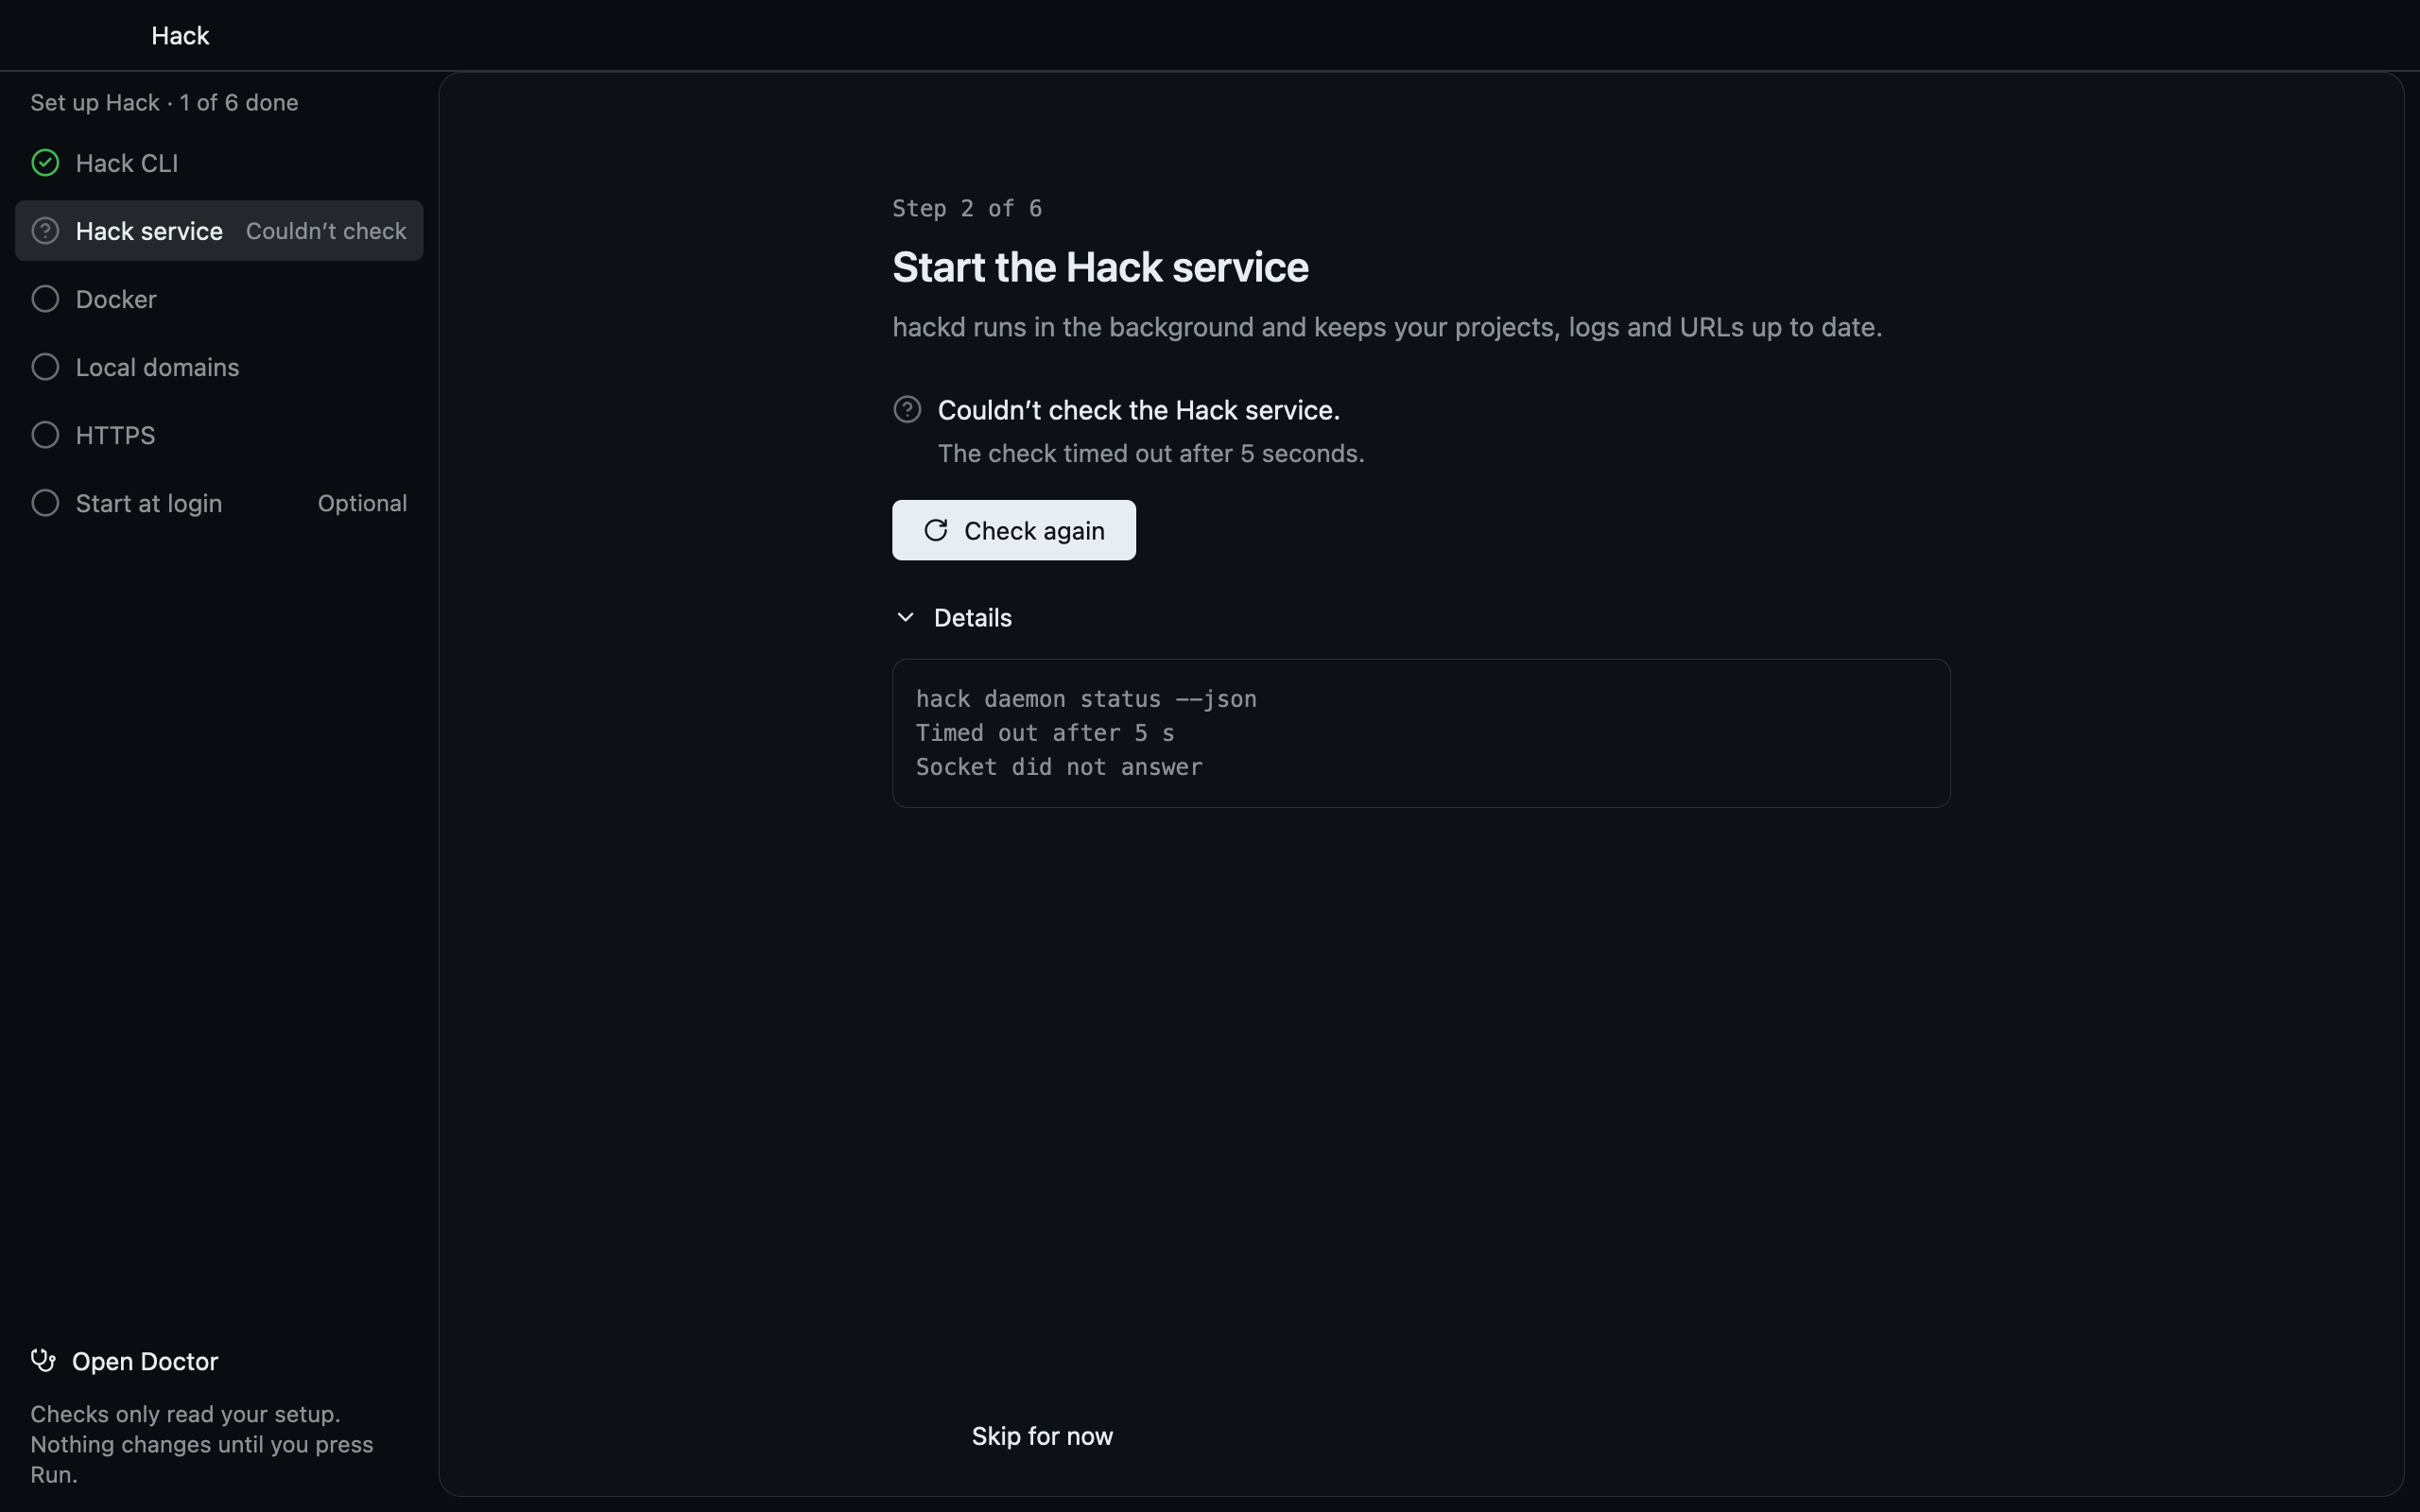 Hack
Set up Hack · 1 of 6 done
Hack CLI
Hack service Couldn’t check
Docker
Local domains
HTTPS
Start at login Optional
Open Doctor
Checks only read your setup.
Nothing changes until you press
Run.
Step 2 of 6
Start the Hack service
hackd runs in the background and keeps your projects, logs and URLs up to date.
Couldn’t check the Hack service.
The check timed out after 5 seconds.
Check again
Details
hack daemon status --json
Timed out after 5 s
Socket did not answer
Skip for now